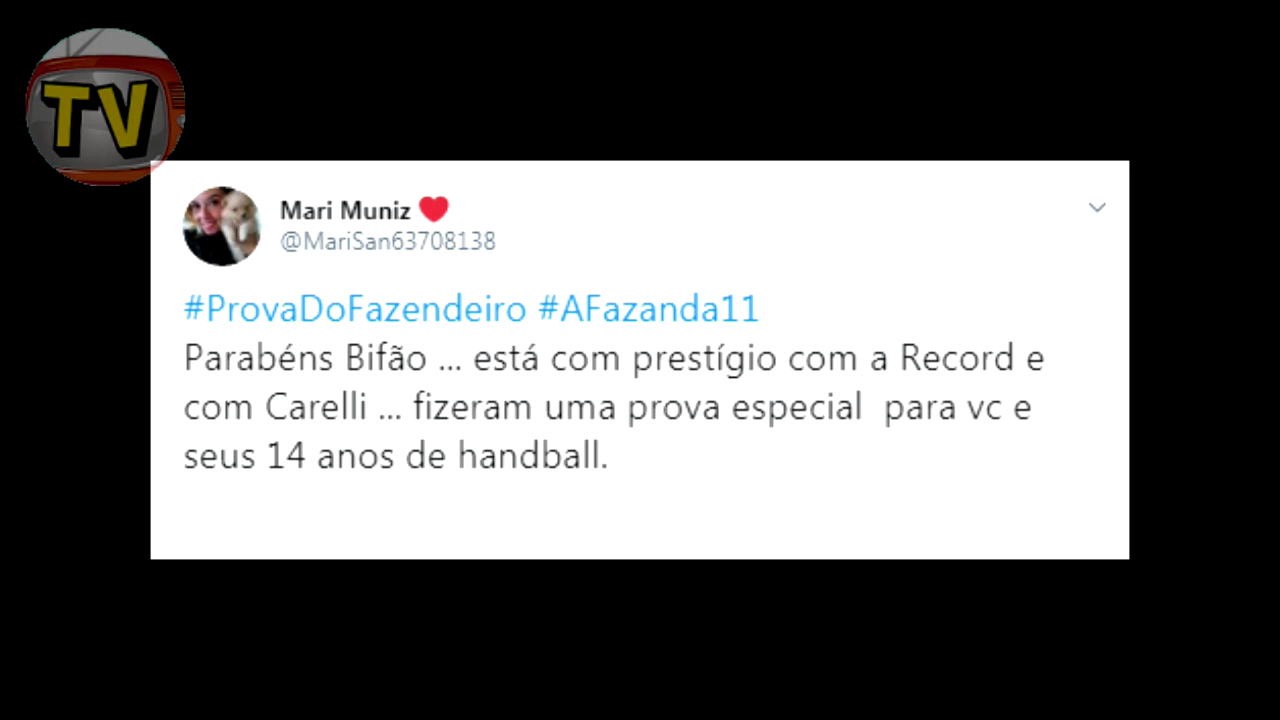 TV
Mari Muniz ❤
@MariSan63708138
#ProvaDoFazendeiro #AFazanda11
Parabéns Bifão ... está com prestígio com a Record e
com Carelli ... fizeram uma prova especial  para vc e
seus 14 anos de handball.